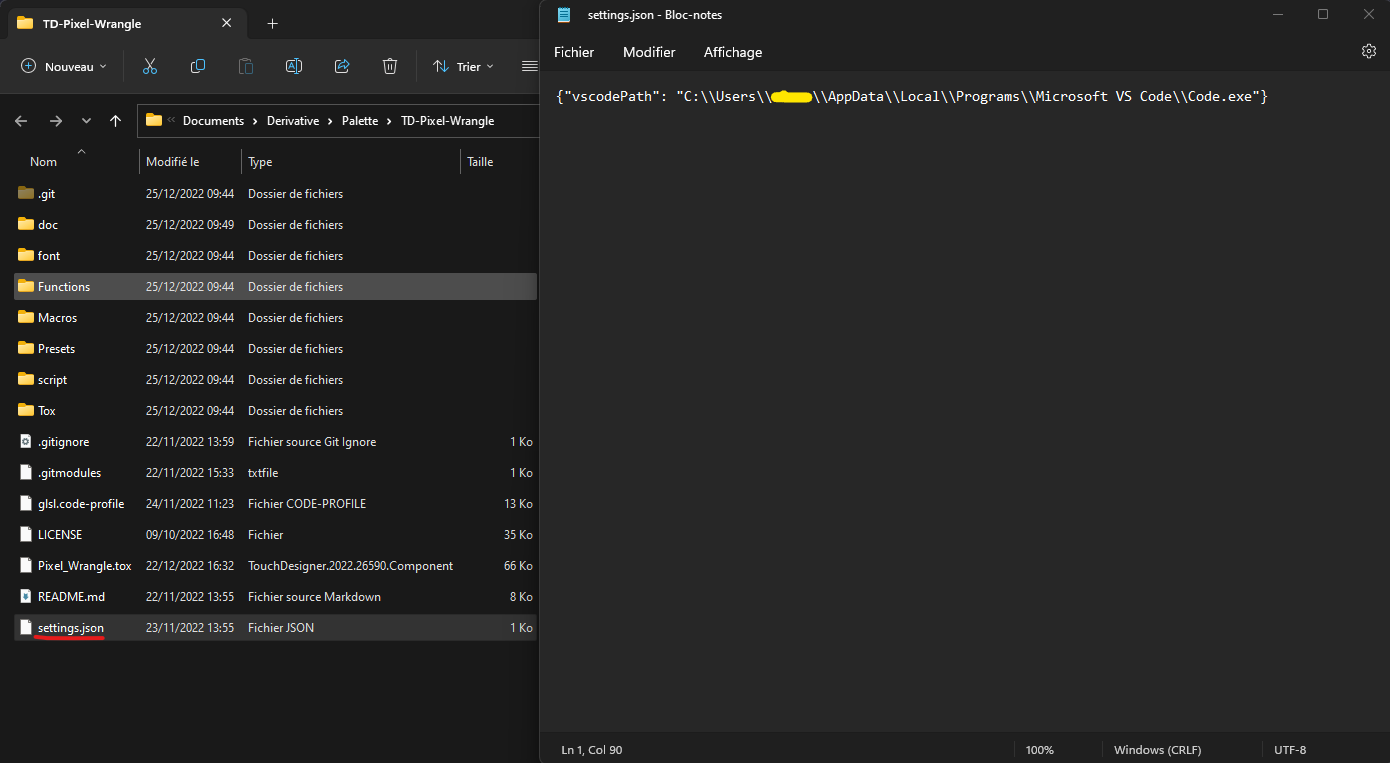 TD-Pixel-Wrangle
Nouveau
Trier
Documents > Derivative > Palette > TD-Pixel-Wrangle
Nom Modifié le Type Taille
.git 25/12/2022 09:44 Dossier de fichiers
doc 25/12/2022 09:49 Dossier de fichiers
font 25/12/2022 09:44 Dossier de fichiers
Functions 25/12/2022 09:44 Dossier de fichiers
Macros 25/12/2022 09:44 Dossier de fichiers
Presets 25/12/2022 09:44 Dossier de fichiers
script 25/12/2022 09:44 Dossier de fichiers
Tox 25/12/2022 09:44 Dossier de fichiers
.gitignore 22/11/2022 13:59 Fichier source Git Ignore 1 Ko
.gitmodules 22/11/2022 15:33 txtfile 1 Ko
glsl.code-profile 24/11/2022 11:23 Fichier CODE-PROFILE 13 Ko
LICENSE 09/10/2022 16:48 Fichier 35 Ko
Pixel_Wrangle.tox 22/12/2022 16:32 TouchDesigner.2022.26590.Component 66 Ko
README.md 22/11/2022 13:55 Fichier source Markdown 8 Ko
settings.json 23/11/2022 13:55 Fichier JSON 1 Ko
settings.json - Bloc-notes
Fichier Modifier Affichage
{"vscodePath": "C:\\Users\\ \\AppData\\Local\\Programs\\Microsoft VS Code\\Code.exe"}
Ln 1, Col 90 100% Windows (CRLF) UTF-8